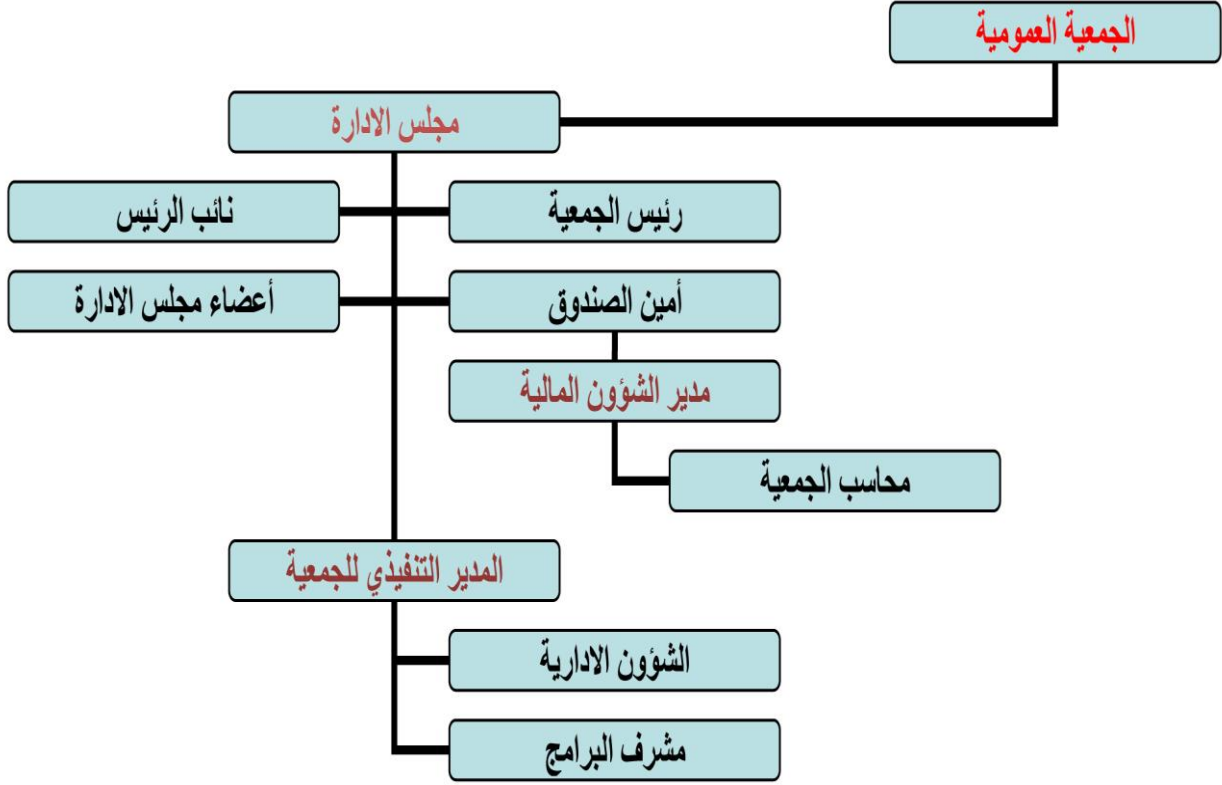 الجمعية العمومية
مجلس الادارة
رئيس الجمعية
نائب الرئيس
أمين الصندوق
أعضاء مجلس الادارة
مدير الشؤون المالية
محاسب الجمعية
المدير التنفيذي للجمعية
الشؤون الادارية
مشرف البرامج